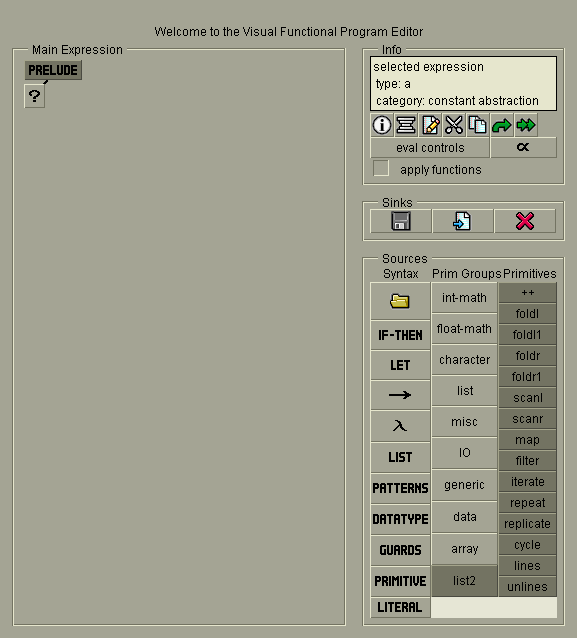 Welcome to the Visual Functional Program Editor
Main Expression
PRELUDE
?
Info
selected expression
type: a
category: constant abstraction
eval controls
∝
apply functions
Sinks
Sources
Syntax
IF-THEN
LET
→
λ
LIST
PATTERNS
DATATYPE
GUARDS
PRIMITIVE
LITERAL
Prim Groups
int-math
float-math
character
list
misc
IO
generic
data
array
list2
Primitives
++
foldl
foldl1
foldr
foldr1
scanl
scanr
map
filter
iterate
repeat
replicate
cycle
lines
unlines